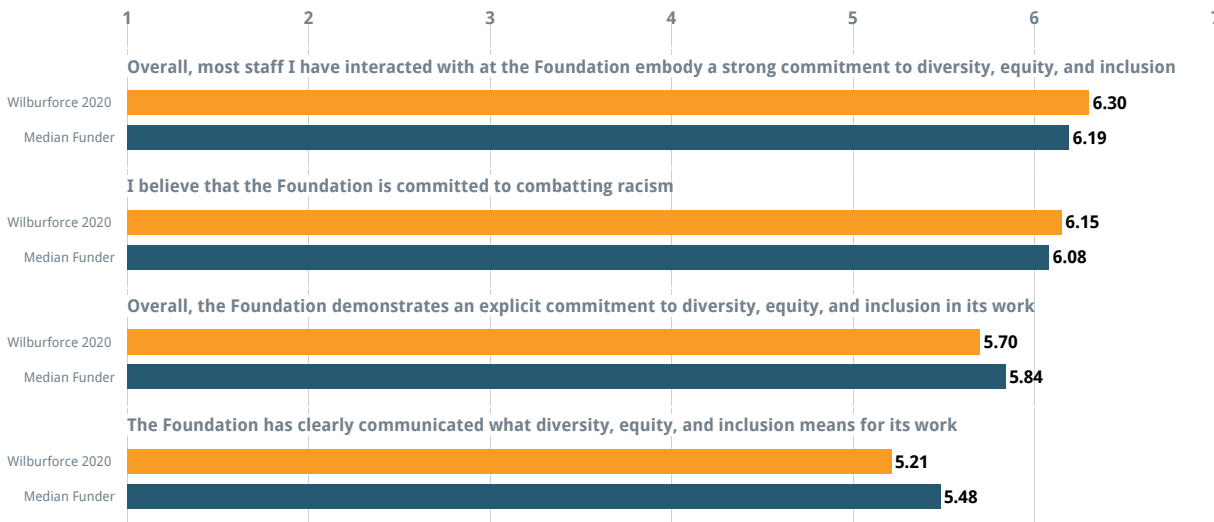 1 2 3 4 5 6 7
Overall, most staff I have interacted with at the Foundation embody a strong commitment to diversity, equity, and inclusion
Wilburforce 2020 6.30
Median Funder 6.19
I believe that the Foundation is committed to combatting racism
Wilburforce 2020 6.15
Median Funder 6.08
Overall, the Foundation demonstrates an explicit commitment to diversity, equity, and inclusion in its work
Wilburforce 2020 5.70
Median Funder 5.84
The Foundation has clearly communicated what diversity, equity, and inclusion means for its work
Wilburforce 2020 5.21
Median Funder 5.48